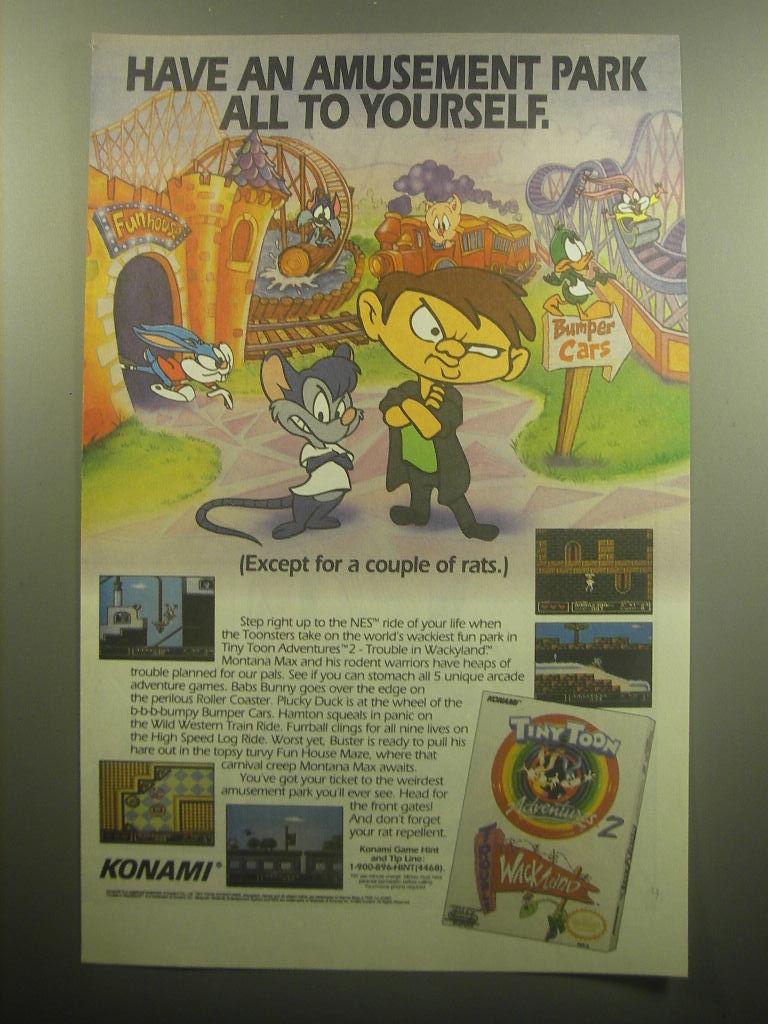 HAVE AN AMUSEMENT PARK
ALL TO YOURSELF.
Funhouse
Bumper
Cars
(Except for a couple of rats.)
Step right up to the NES™ ride of your life when
the Toonsters take on the world's wackiest fun park in
Tiny Toon Adventures™2 - Trouble in Wackyland™
Montana Max and his rodent warriors have heaps of
trouble planned for our pals. See if you can stomach all 5 unique arcade
adventure games. Babs Bunny goes over the edge on
the perilous Roller Coaster. Plucky Duck is at the wheel of the
b-b-b-bumpy Bumper Cars. Hamton squeals in panic on
the Wild Western Train Ride. Furrball clings for all nine lives on
the High Speed Log Ride. Worst yet, Buster is ready to pull his
hare out in the topsy turvy Fun House Maze, where that
carnival creep Montana Max awaits.
You've got your ticket to the weirdest
amusement park you'll ever see. Head for
the front gates!
And don't forget
your rat repellent.
Konami Game Hint
and Tip Line:
1-900-896-HINT(4468).
KONAMI®
KONAMI
TINY TOON
Adventures
2
TROUBLE
IN
WACKYLAND